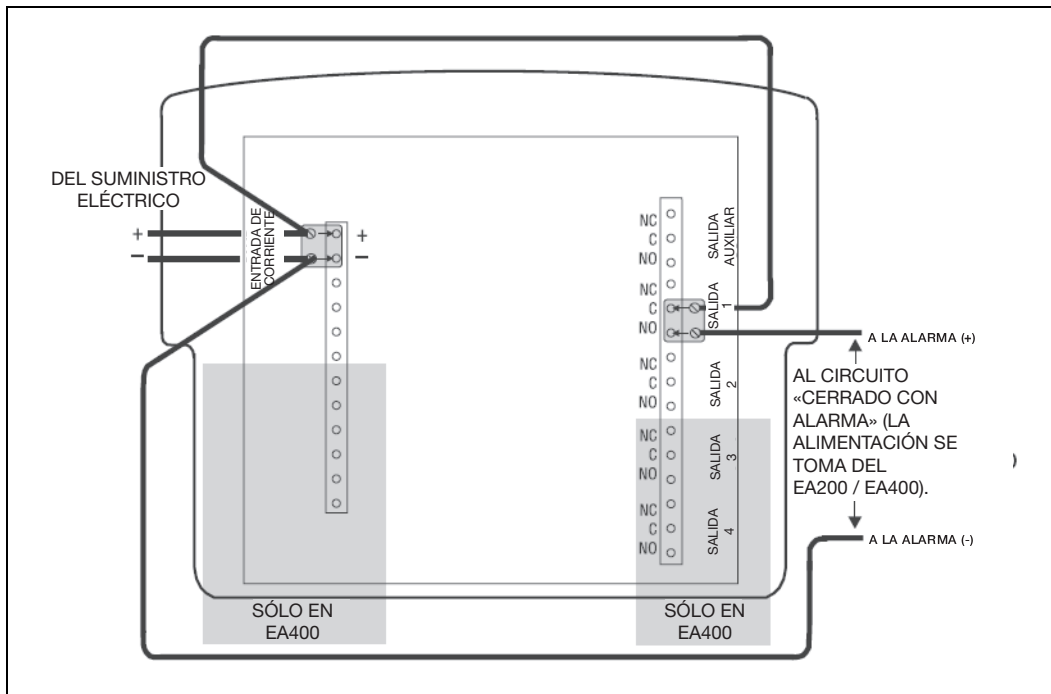 DEL SUMINISTRO
ELÉCTRICO
+
−
ENTRADA DE
CORRIENTE
+
−
NC
C
NO
SALIDA
AUXILIAR
NC
C
NO
SALIDA
1
NC
C
NO
SALIDA
2
NC
C
NO
SALIDA
3
NC
C
NO
SALIDA
4
A LA ALARMA (+)
AL CIRCUITO
«CERRADO CON
ALARMA» (LA
ALIMENTACIÓN SE
TOMA DEL
EA200 / EA400).
)
A LA ALARMA (-)
SÓLO EN
EA400
SÓLO EN
EA400